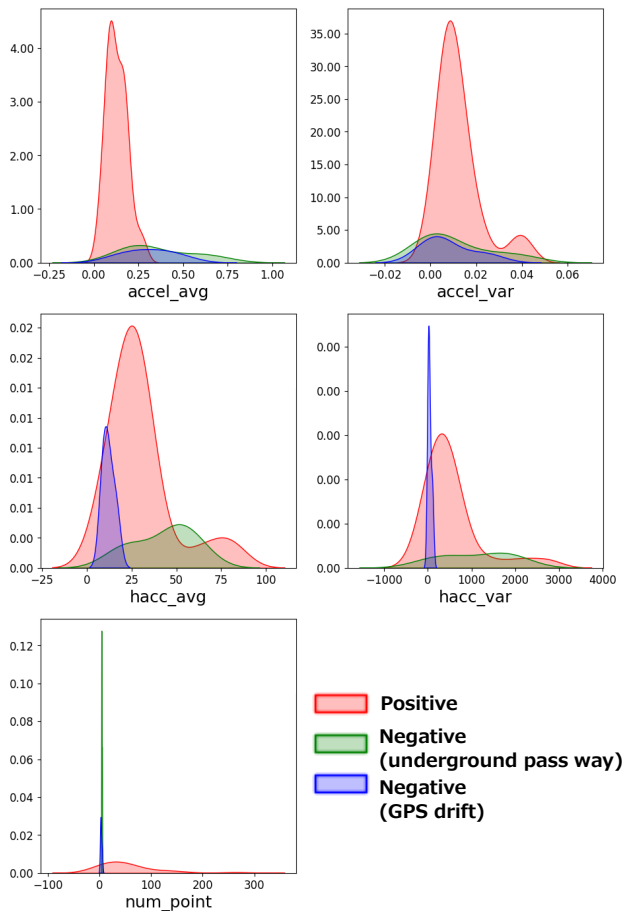 4.00
3.00
2.00
1.00
0.00
-0.25 0.00 0.25 0.50 0.75 1.00
accel_avg
35.00
30.00
25.00
20.00
15.00
10.00
5.00
0.00
-0.02 0.00 0.02 0.04 0.06
accel_var
0.02
0.02
0.01
0.01
0.01
0.01
0.01
0.00
0.00
-25 0 25 50 75 100
hacc_avg
0.00
0.00
0.00
0.00
0.00
0.00
-1000 0 1000 2000 3000 4000
hacc_var
0.12
0.10
0.08
0.06
0.04
0.02
0.00
-100 0 100 200 300
num_point
Positive
Negative
(underground pass way)
Negative
(GPS drift)